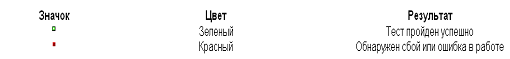 Значок Цвет Результат
Зеленый Тест пройден успешно
Красный Обнаружен сбой или ошибка в работе